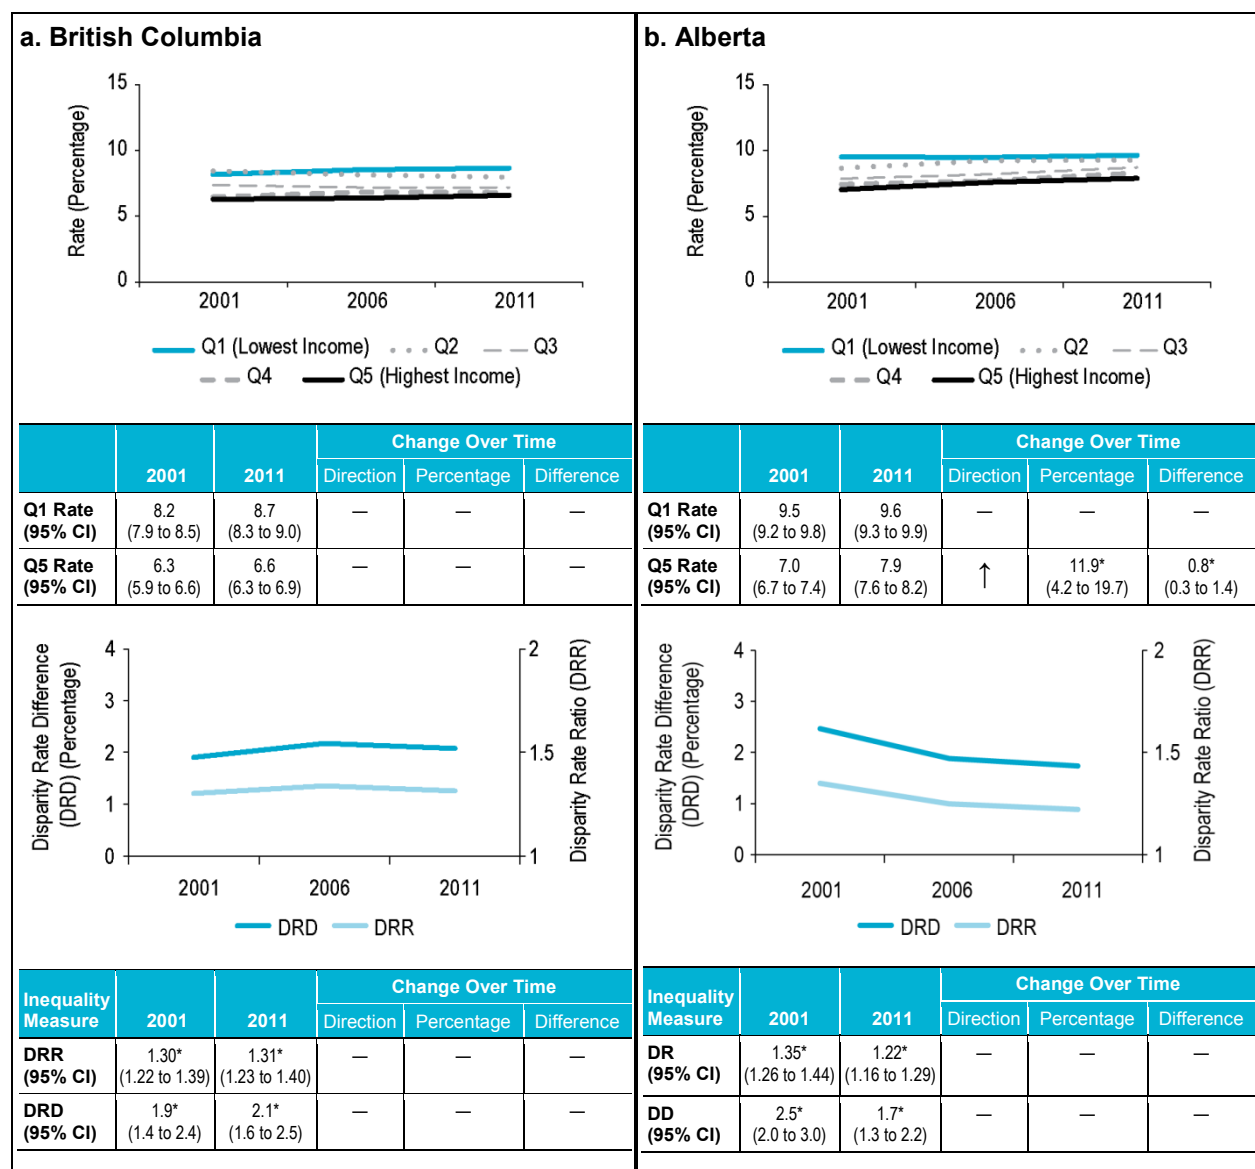 a. British Columbia
15
10
5
0
Rate (Percentage)
2001 2006 2011
Q1 (Lowest Income) Q2 Q3
Q4 Q5 (Highest Income)
2001 2011 Change Over Time
Direction Percentage Difference
Q1 Rate 8.2 8.7 — — —
(95% CI) (7.9 to 8.5) (8.3 to 9.0)
Q5 Rate 6.3 6.6 — — —
(95% CI) (5.9 to 6.6) (6.3 to 6.9)
Disparity Rate Difference
(DRD) (Percentage)
4
3
2
1
0
2
1.5
1
Disparity Rate Ratio (DRR)
2001 2006 2011
DRD DRR
Inequality
Measure 2001 2011 Change Over Time
Direction Percentage Difference
DRR 1.30* 1.31* — — —
(95% CI) (1.22 to 1.39) (1.23 to 1.40)
DRD 1.9* 2.1* — — —
(95% CI) (1.4 to 2.4) (1.6 to 2.5)
b. Alberta
15
10
5
0
Rate (Percentage)
2001 2006 2011
Q1 (Lowest Income) Q2 Q3
Q4 Q5 (Highest Income)
2001 2011 Change Over Time
Direction Percentage Difference
Q1 Rate 9.5 9.6 — — —
(95% CI) (9.2 to 9.8) (9.3 to 9.9)
Q5 Rate 7.0 7.9 ↑ 11.9* 0.8*
(95% CI) (6.7 to 7.4) (7.6 to 8.2) (4.2 to 19.7) (0.3 to 1.4)
Disparity Rate Difference
(DRD) (Percentage)
4
3
2
1
0
2
1.5
1
Disparity Rate Ratio (DRR)
2001 2006 2011
DRD DRR
Inequality
Measure 2001 2011 Change Over Time
Direction Percentage Difference
DR 1.35* 1.22* — — —
(95% CI) (1.26 to 1.44) (1.16 to 1.29)
DD 2.5* 1.7* — — —
(95% CI) (2.0 to 3.0) (1.3 to 2.2)